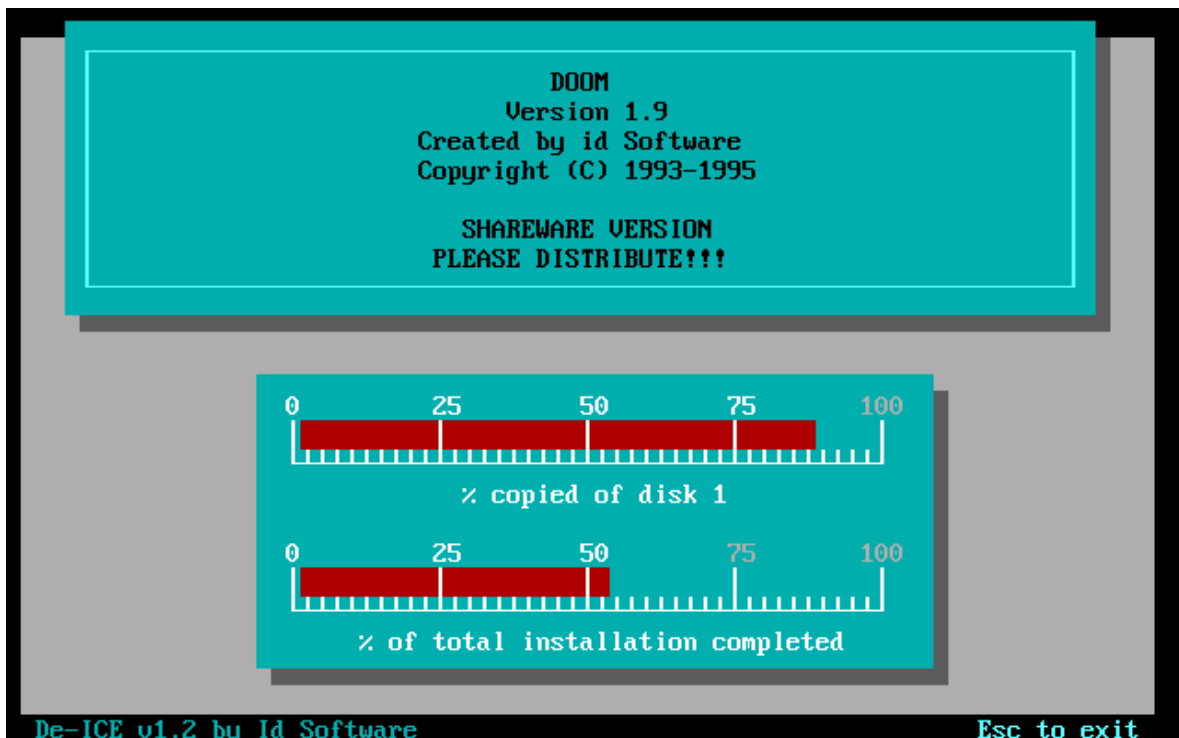 DOOM
Version 1.9
Created by id Software
Copyright (C) 1993-1995
SHAREWARE VERSION
PLEASE DISTRIBUTE!!!
0 25 50 75 100
% copied of disk 1
0 25 50 75 100
% of total installation completed
De-ICE v1.2 by Id Software Esc to exit